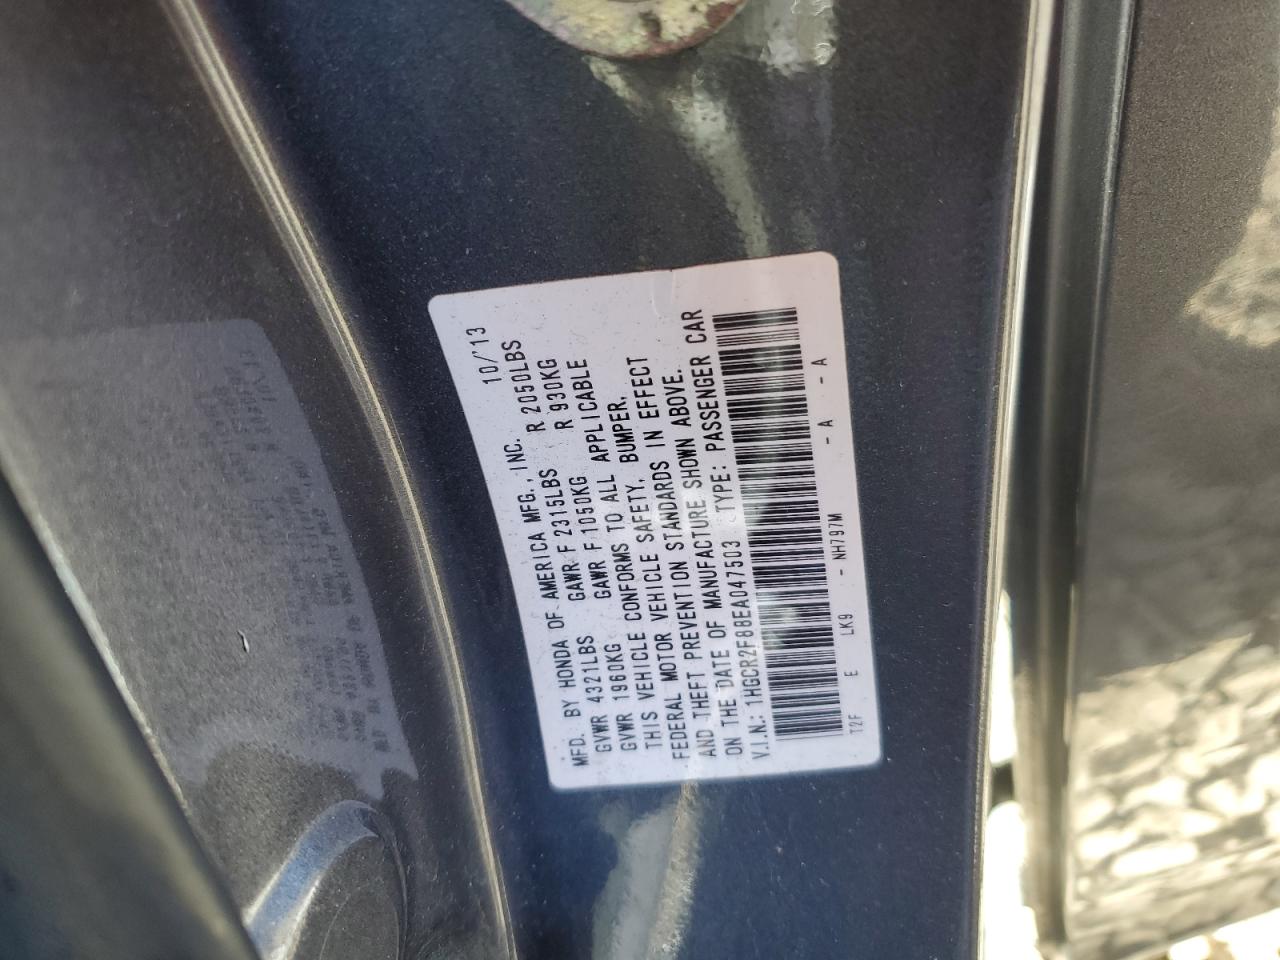 MFD. BY HONDA OF AMERICA MFG., INC. 10/'13
GVWR 4321LBS GAWR F 2315LBS R 2050LBS
GVWR 1960KG GAWR F 1050KG R 930KG
THIS VEHICLE CONFORMS TO ALL APPLICABLE
FEDERAL MOTOR VEHICLE SAFETY, BUMPER,
AND THEFT PREVENTION STANDARDS IN EFFECT
ON THE DATE OF MANUFACTURE SHOWN ABOVE.
V.I.N.: 1HGCR2F88EA047503 TYPE: PASSENGER CAR
T2F E LK9 - NH797M - A - A